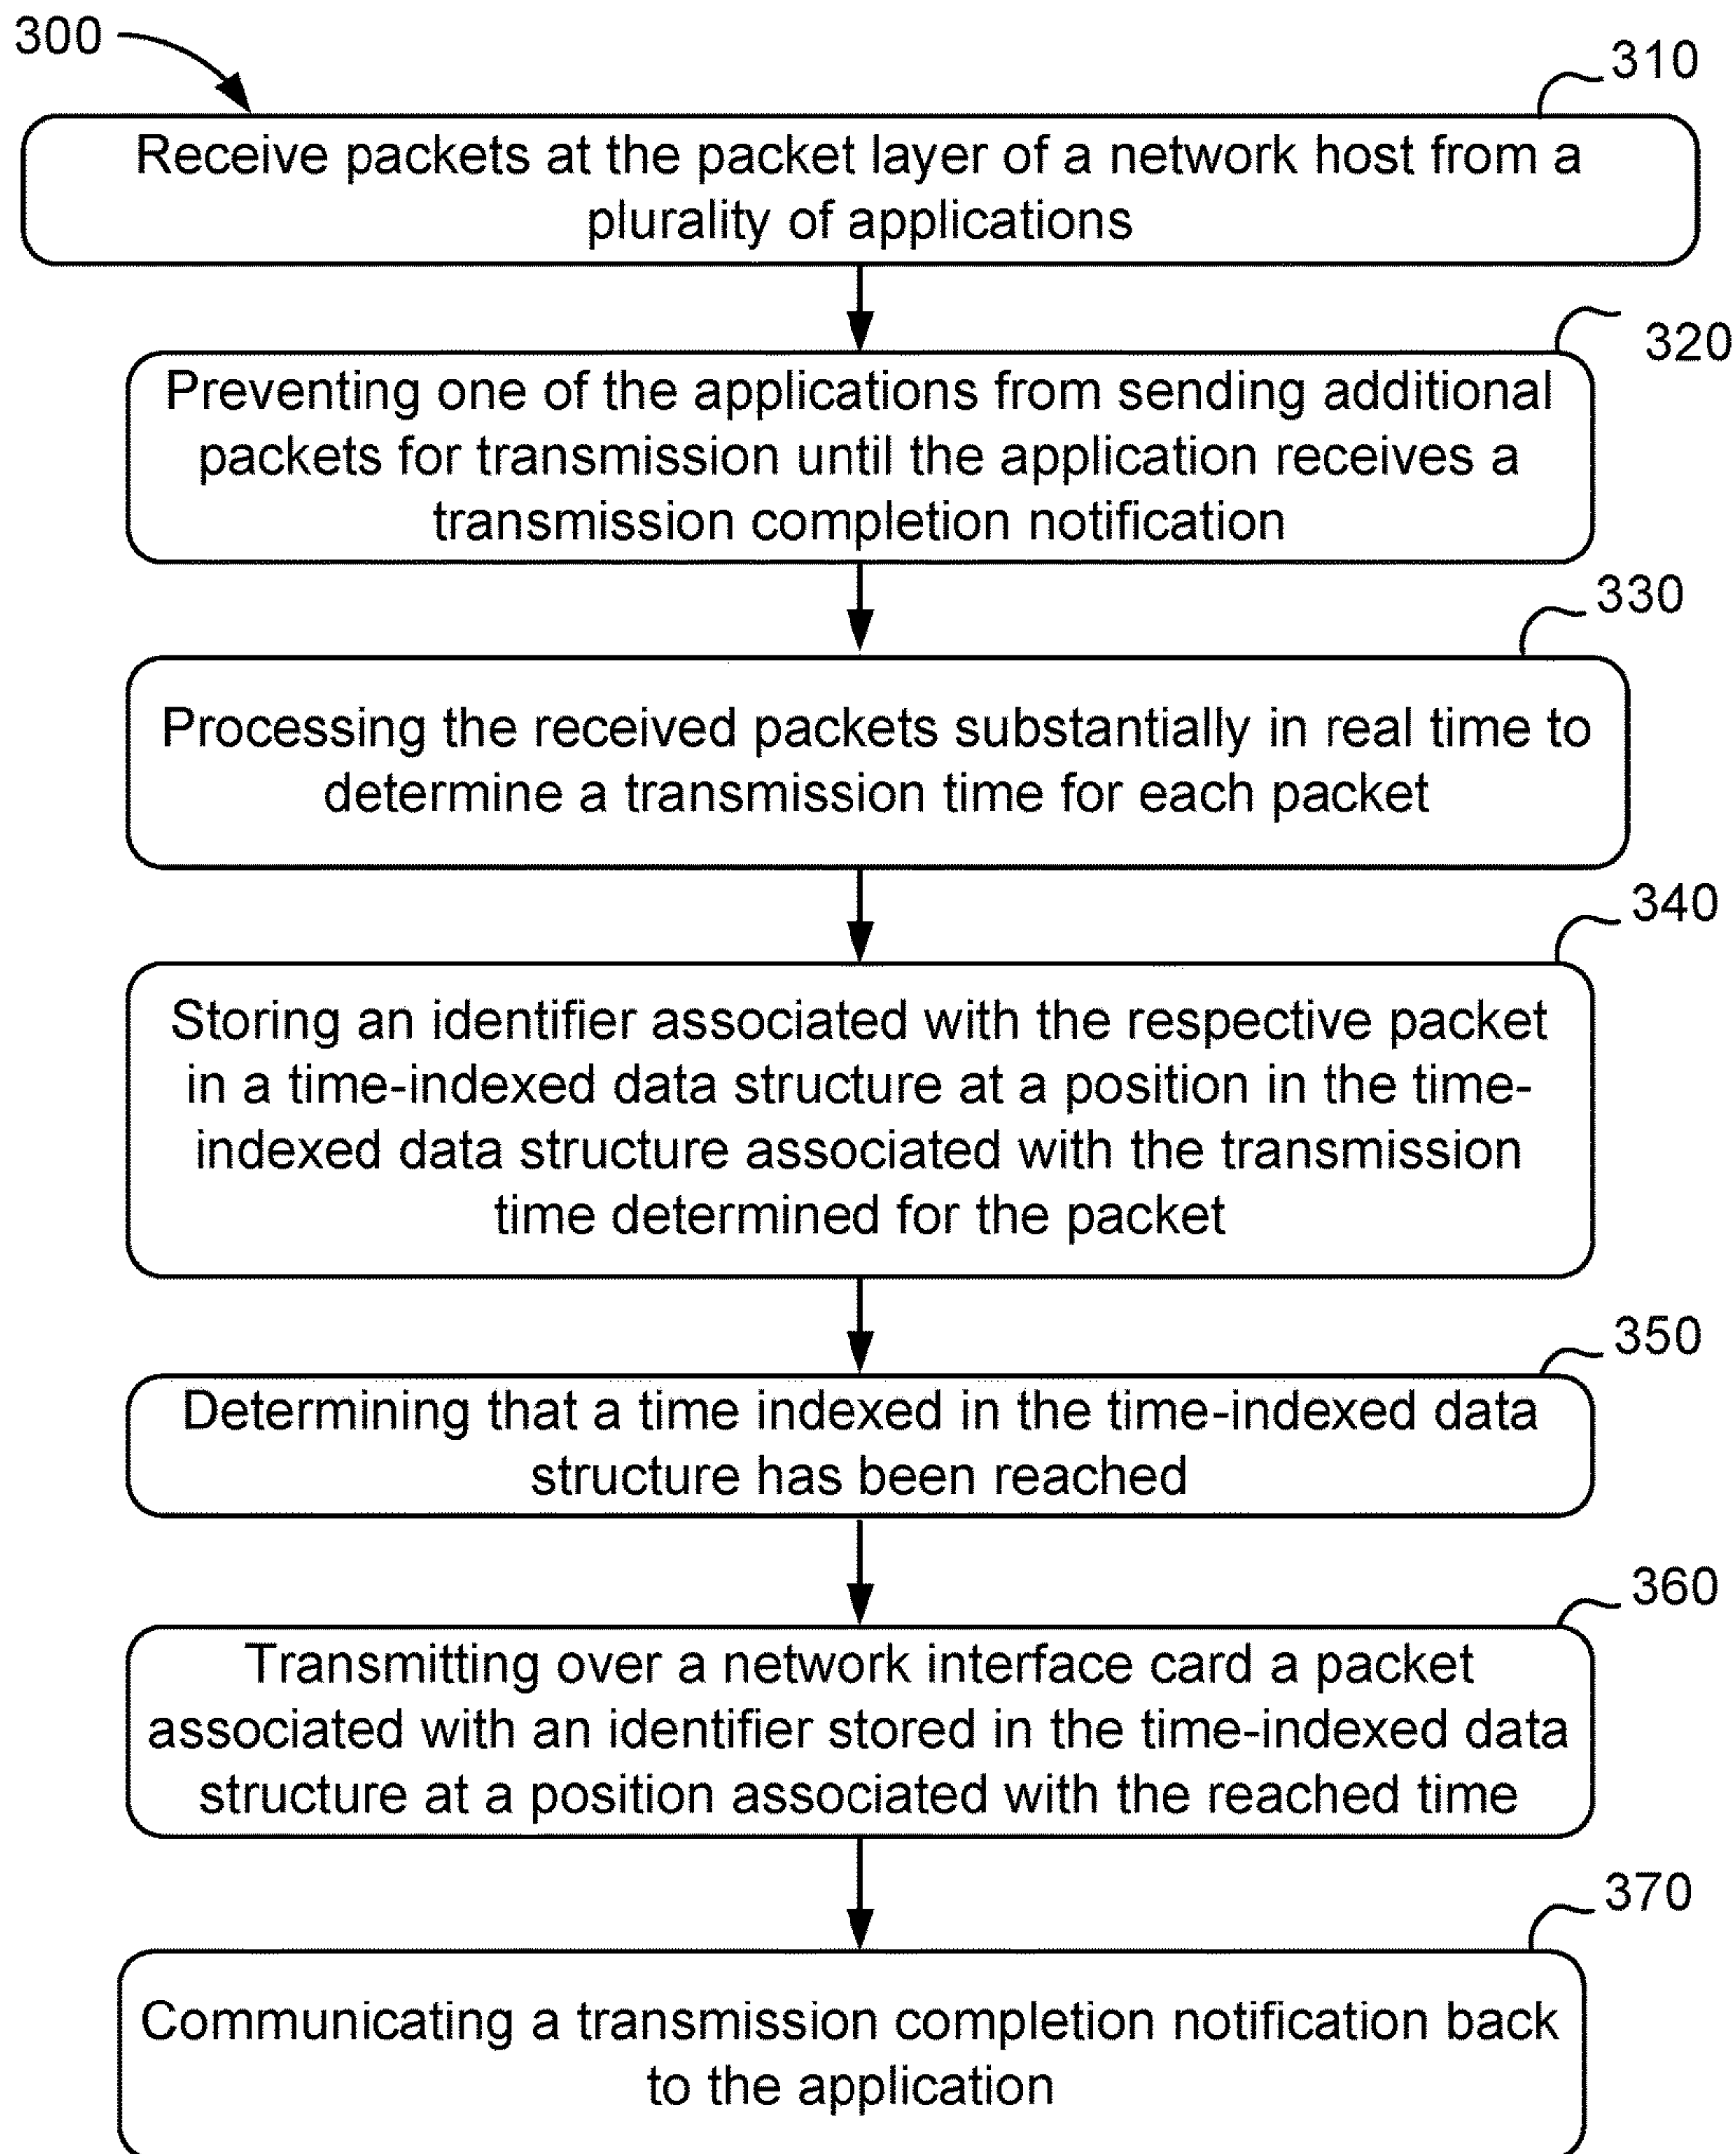 300
310
Receive packets at the packet layer of a network host from a
plurality of applications
320
Preventing one of the applications from sending additional
packets for transmission until the application receives a
transmission completion notification
330
Processing the received packets substantially in real time to
determine a transmission time for each packet
340
Storing an identifier associated with the respective packet
in a time-indexed data structure at a position in the time-
indexed data structure associated with the transmission
time determined for the packet
350
Determining that a time indexed in the time-indexed data
structure has been reached
360
Transmitting over a network interface card a packet
associated with an identifier stored in the time-indexed data
structure at a position associated with the reached time
370
Communicating a transmission completion notification back
to the application